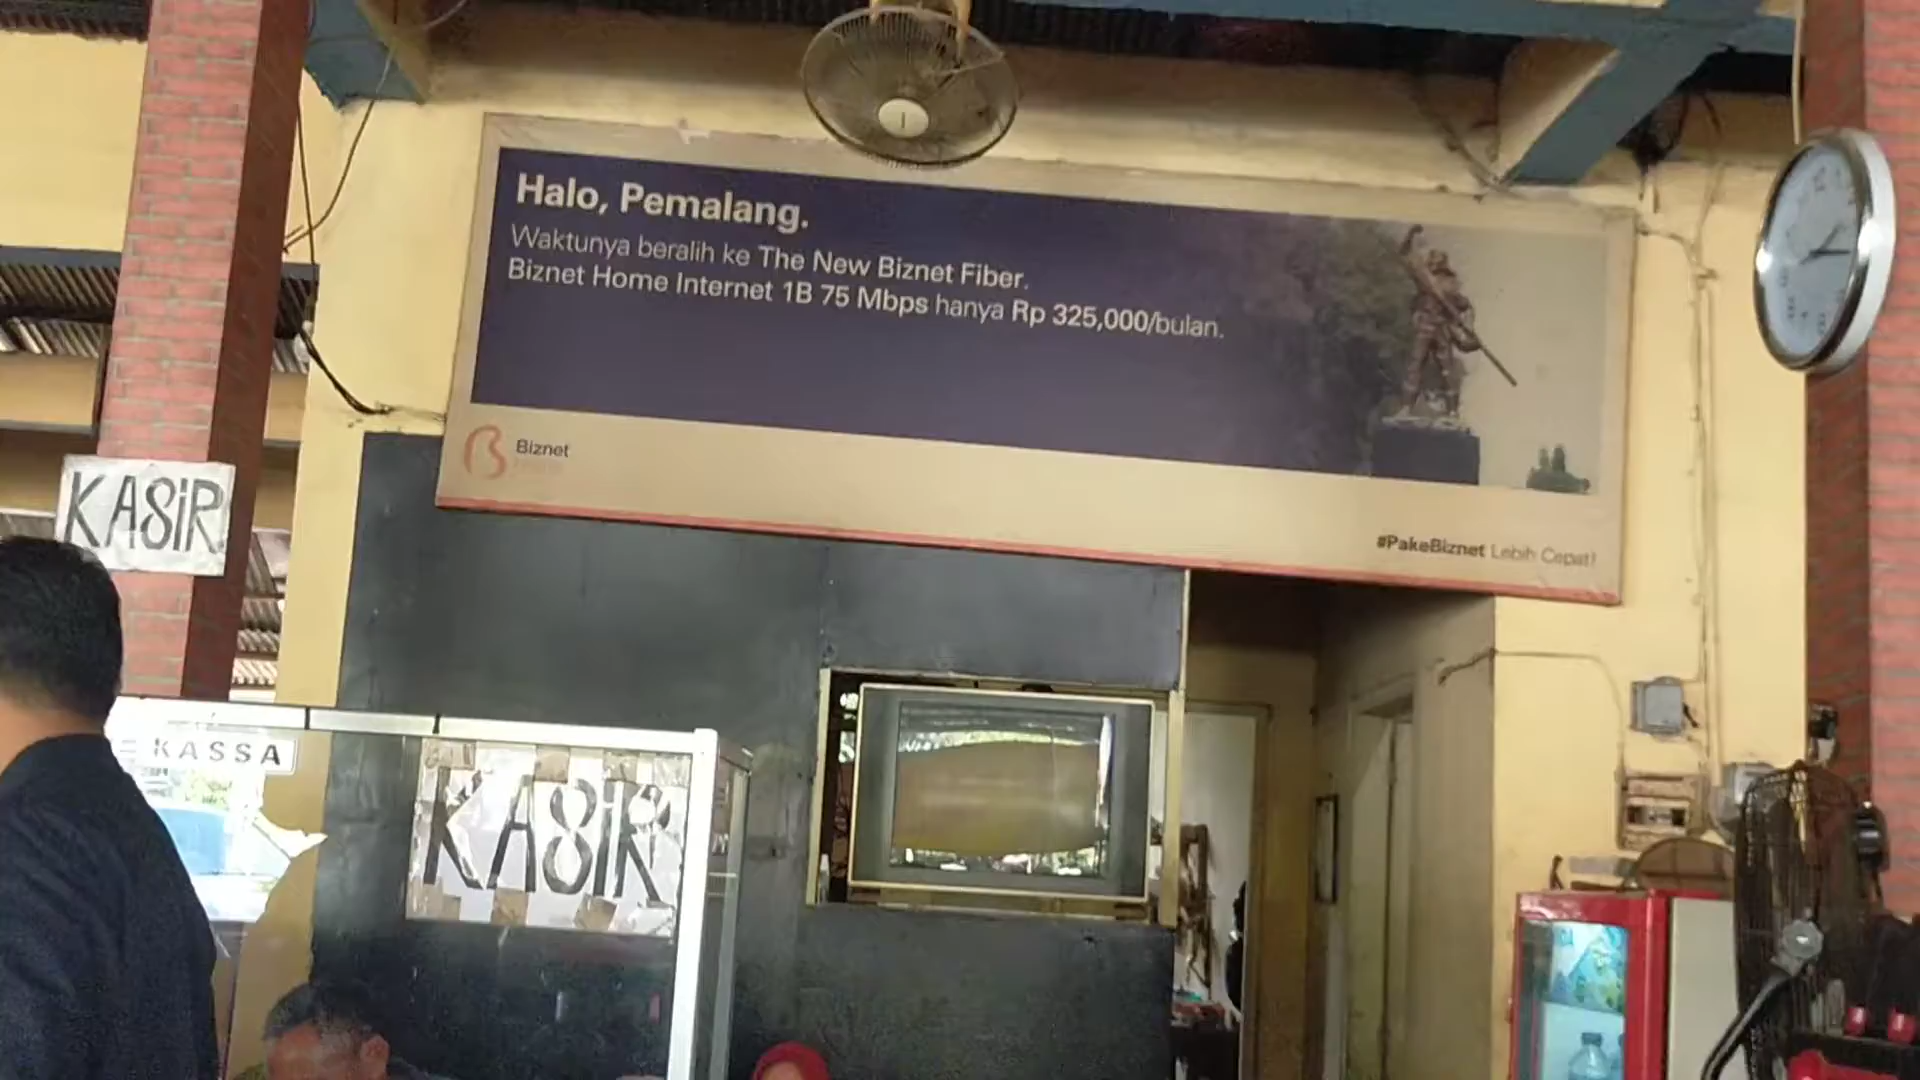 Halo, Pemalang.
Waktunya beralih ke The New Biznet Fiber.
Biznet Home Internet 1B 75 Mbps hanya Rp 325,000/bulan.
Biznet
#PakeBiznet Lebih Cepat!
KASIR
KASSA
KASIR